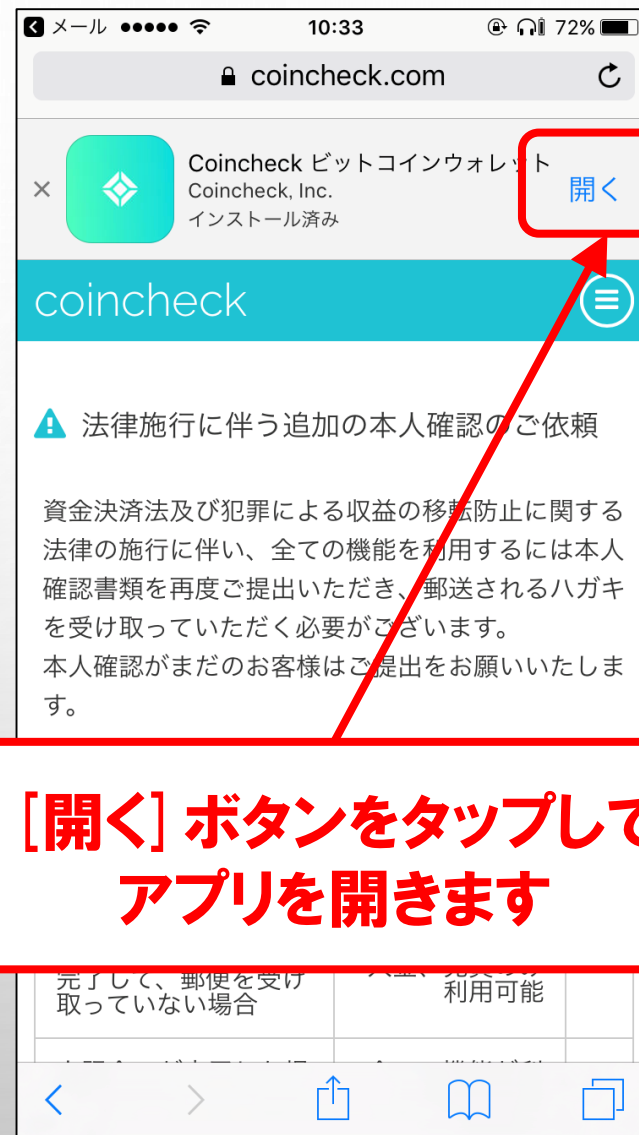 メール 10:33 72%
coincheck.com
Coincheck ビットコインウォレット
Coincheck, Inc.
インストール済み
開く
coincheck
法律施行に伴う追加の本人確認のご依頼
資金決済法及び犯罪による収益の移転防止に関する
法律の施行に伴い、全ての機能を利用するには本人
確認書類を再度ご提出いただき、郵送されるハガキ
を受け取っていただく必要がございます。
本人確認がまだのお客様はご提出をお願いいたしま
す。
[開く] ボタンをタップして
アプリを開きます
完了して、郵便を受け
取っていない場合
利用可能